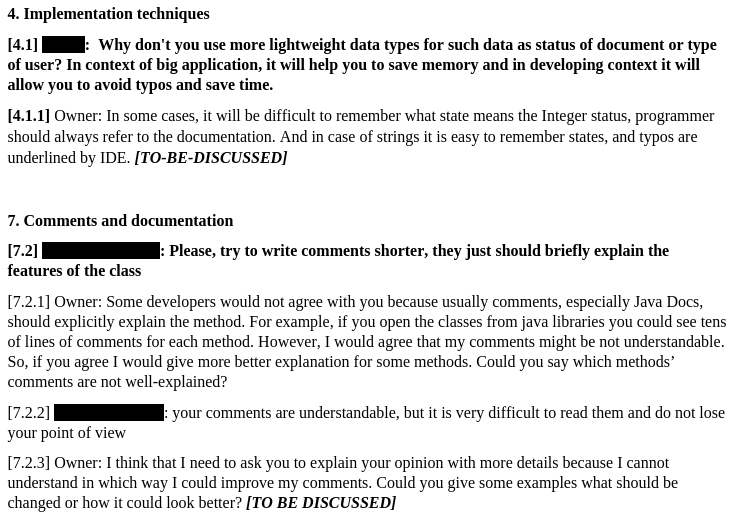 4. Implementation techniques
[4.1] : Why don't you use more lightweight data types for such data as status of document or type
of user? In context of big application, it will help you to save memory and in developing context it will
allow you to avoid typos and save time.
[4.1.1] Owner: In some cases, it will be difficult to remember what state means the Integer status, programmer
should always refer to the documentation. And in case of strings it is easy to remember states, and typos are
underlined by IDE. [TO-BE-DISCUSSED]
7. Comments and documentation
[7.2] : Please, try to write comments shorter, they just should briefly explain the
features of the class
[7.2.1] Owner: Some developers would not agree with you because usually comments, especially Java Docs,
should explicitly explain the method. For example, if you open the classes from java libraries you could see tens
of lines of comments for each method. However, I would agree that my comments might be not understandable.
So, if you agree I would give more better explanation for some methods. Could you say which methods’
comments are not well-explained?
[7.2.2] : your comments are understandable, but it is very difficult to read them and do not lose
your point of view
[7.2.3] Owner: I think that I need to ask you to explain your opinion with more details because I cannot
understand in which way I could improve my comments. Could you give some examples what should be
changed or how it could look better? [TO BE DISCUSSED]